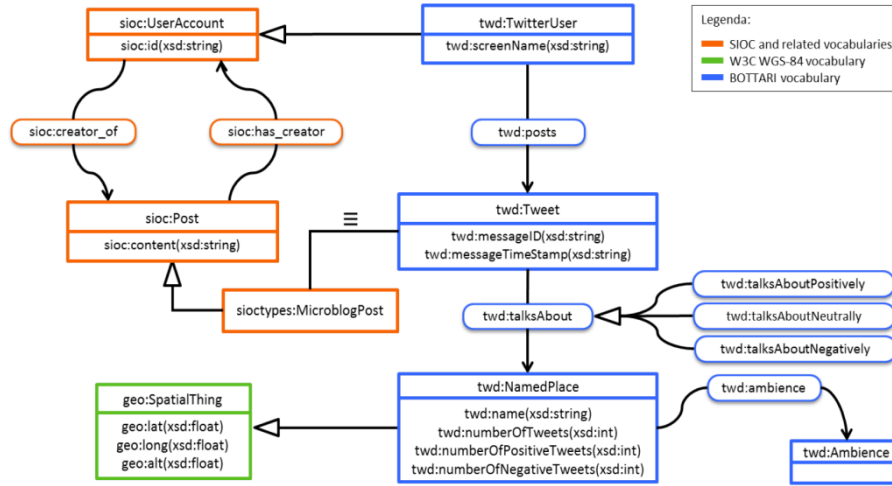 sioc:UserAccount
sioc:id(xsd:string)
twd:TwitterUser
twd:screenName(xsd:string)
Legenda:
SIOC and related vocabularies
W3C WGS-84 vocabulary
BOTTARI vocabulary
sioc:creator_of
sioc:has_creator
twd:posts
sioc:Post
sioc:content(xsd:string)
≡
twd:Tweet
twd:messageID(xsd:string)
twd:messageTimeStamp(xsd:string)
sioctypes:MicroblogPost
twd:talksAbout
twd:talksAboutPositively
twd:talksAboutNeutrally
twd:talksAboutNegatively
geo:SpatialThing
geo:lat(xsd:float)
geo:long(xsd:float)
geo:alt(xsd:float)
twd:NamedPlace
twd:name(xsd:string)
twd:numberOfTweets(xsd:int)
twd:numberOfPositiveTweets(xsd:int)
twd:numberOfNegativeTweets(xsd:int)
twd:ambience
twd:Ambience